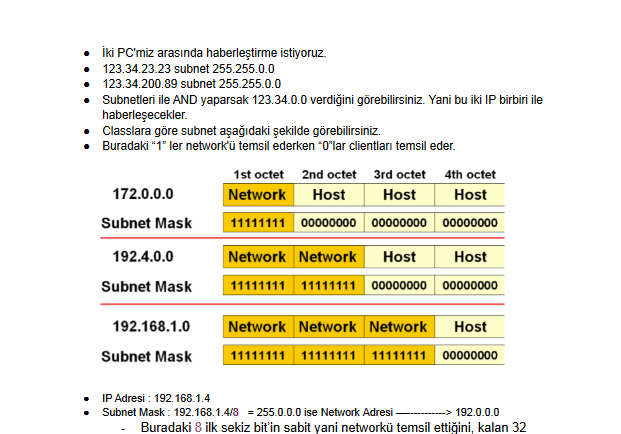 ● İki PC'miz arasında haberleştirme istiyoruz.
● 123.34.23.23 subnet 255.255.0.0
● 123.34.200.89 subnet 255.255.0.0
● Subnetleri ile AND yaparsak 123.34.0.0 verdiğini görebilirsiniz. Yani bu iki IP birbiri ile
haberleşecekler.
● Classlara göre subnet aşağıdaki şekilde görebilirsiniz.
● Buradaki “1” ler network'ü temsil ederken “0”lar clientları temsil eder.
1st octet 2nd octet 3rd octet 4th octet
172.0.0.0 Network Host Host Host
Subnet Mask 11111111 00000000 00000000 00000000
192.4.0.0 Network Network Host Host
Subnet Mask 11111111 11111111 00000000 00000000
192.168.1.0 Network Network Network Host
Subnet Mask 11111111 11111111 11111111 00000000
● IP Adresi : 192.168.1.4
● Subnet Mask : 192.168.1.4/8 = 255.0.0.0 ise Network Adresi —-----------> 192.0.0.0
- Buradaki 8 ilk sekiz bit’in sabit yani networkü temsil ettiğini, kalan 32